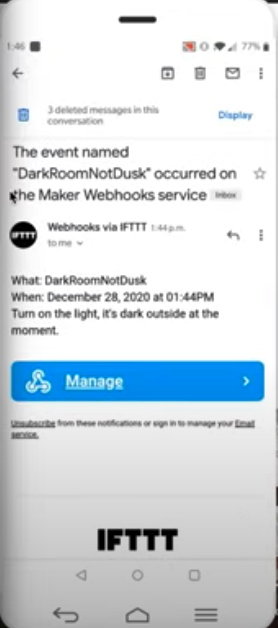 1:46
77%
3 deleted messages in this
conversation
Display
The event named
"DarkRoomNotDusk" occurred on
the Maker Webhooks service Inbox
IFTTT
Webhooks via IFTTT 1:44 p.m.
to me
What: DarkRoomNotDusk
When: December 28, 2020 at 01:44PM
Turn on the light, it's dark outside at the
moment.
Manage
Unsubscribe from these notifications or sign in to manage your Email
service.
IFTTT